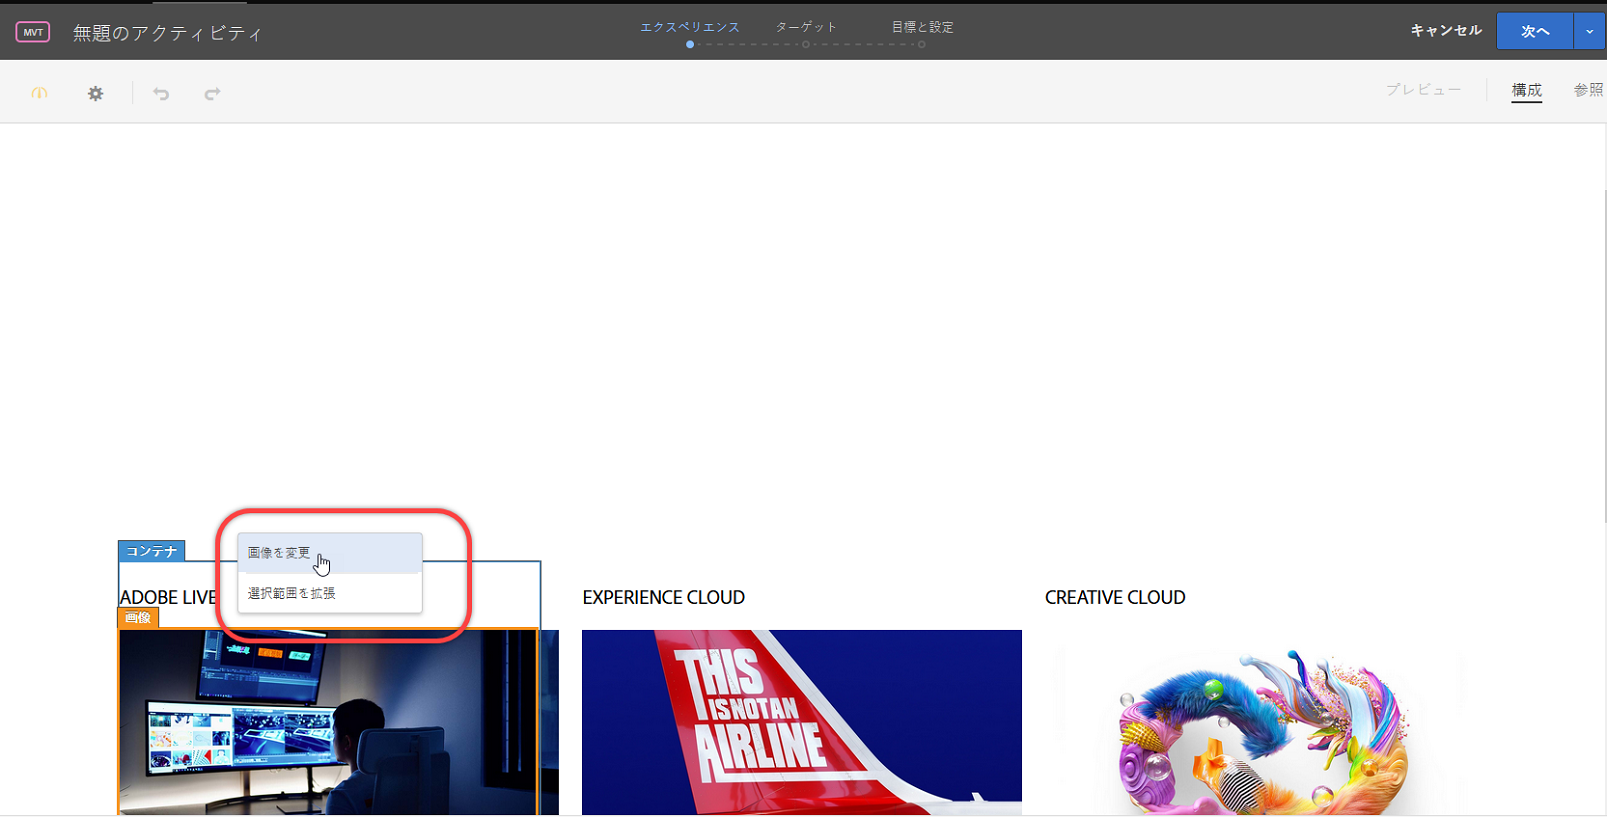 MVT 無題のアクティビティ
エクスペリエンス ターゲット 目標と設定
キャンセル 次へ
プレビュー 構成 参照
コンテナ
画像を変更
選択範囲を拡張
ADOBE LIVE
EXPERIENCE CLOUD
CREATIVE CLOUD
画像
THIS
IS NOT AN
AIRLINE